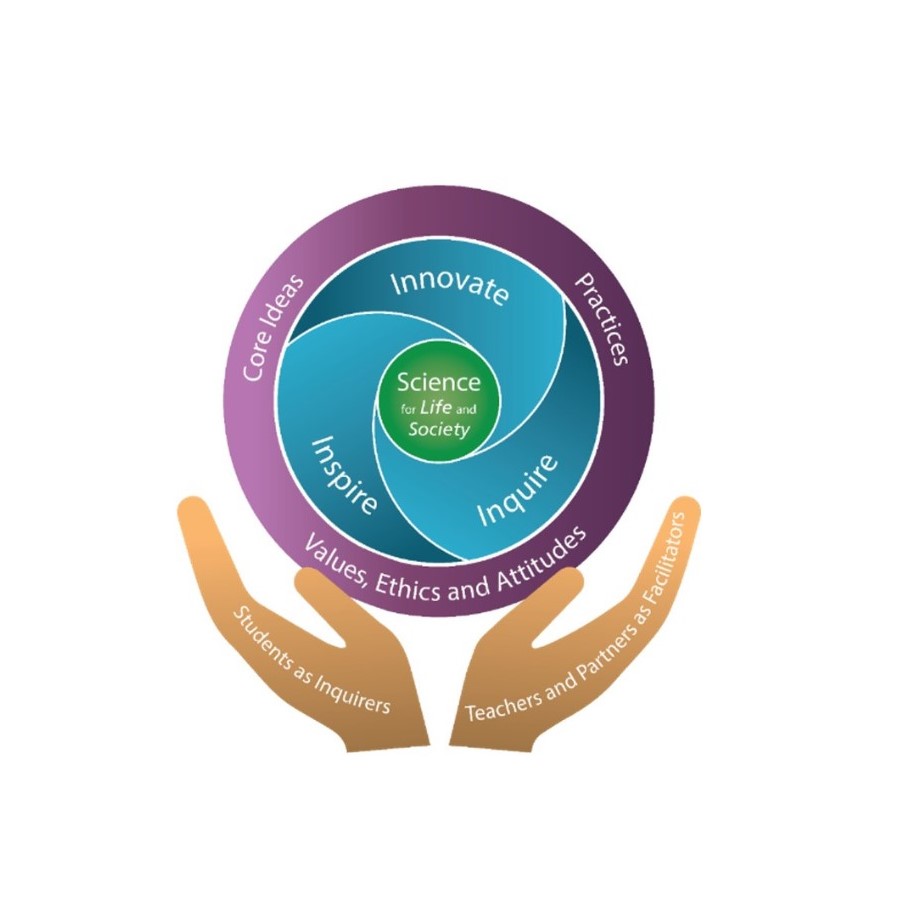 Core Ideas
Practices
Innovate
Science
for Life and
Society
Inspire
Inquire
Values, Ethics and Attitudes
Students as Inquirers
Teachers and Partners as Facilitators